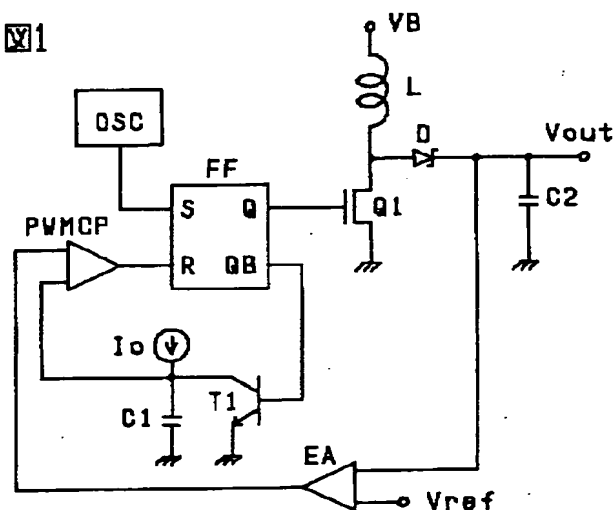 図1
VB
L
OSC
D
Vout
FF
S
Q
Q1
C2
PWMCP
R
QB
Io
C1
T1
EA
Vref